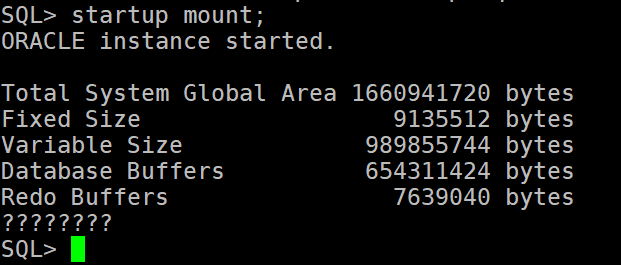 SQL> startup mount;
ORACLE instance started.
Total System Global Area 1660941720 bytes
Fixed Size 9135512 bytes
Variable Size 989855744 bytes
Database Buffers 654311424 bytes
Redo Buffers 7639040 bytes
????????
SQL>